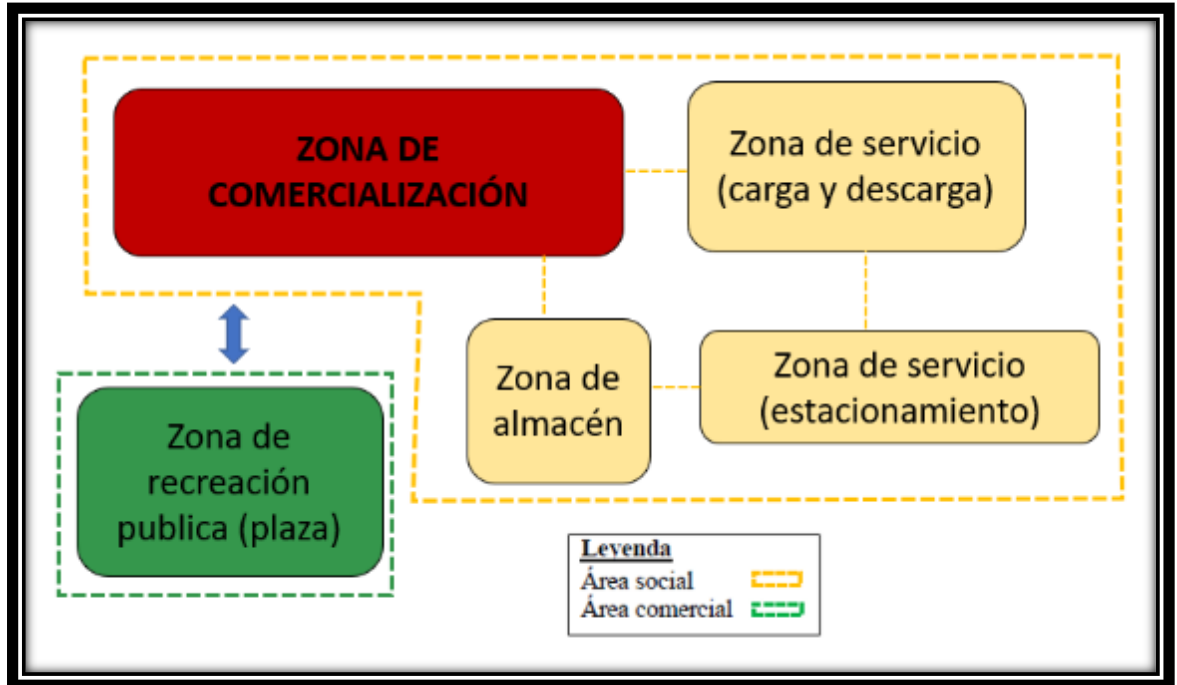 ZONA DE
COMERCIALIZACIÓN
Zona de servicio
(carga y descarga)
Zona de
almacén
Zona de servicio
(estacionamiento)
Zona de
recreación
publica (plaza)
Leyenda
Área social
Área comercial